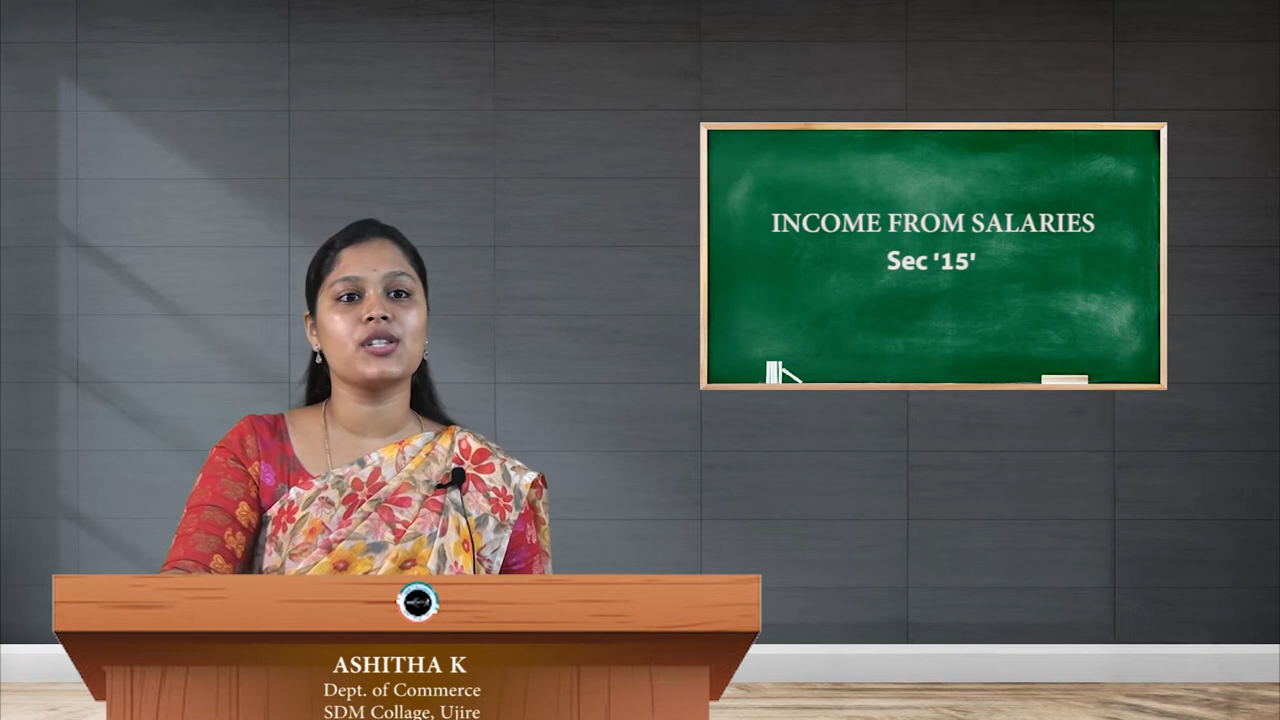 INCOME FROM SALARIES
Sec '15'
ASHITHA K
Dept. of Commerce
SDM Collage, Ujire